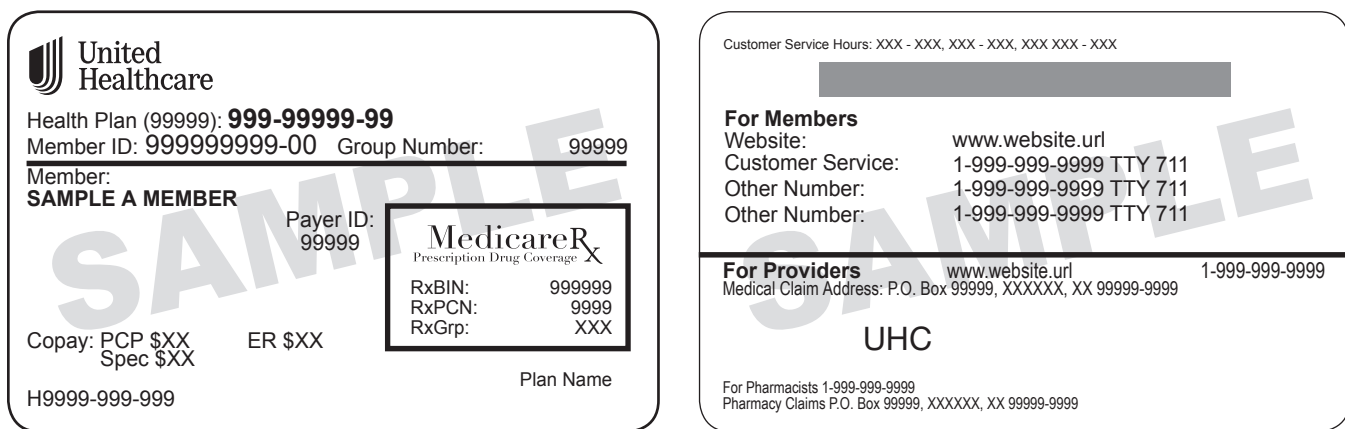 United
Healthcare
Health Plan (99999): 999-99999-99
Member ID: 999999999-00 Group Number: 99999
Member:
SAMPLE A MEMBER
Payer ID:
99999
MedicareRx
Prescription Drug Coverage
RxBIN: 999999
RxPCN: 9999
RxGrp: XXX
Copay: PCP $XX ER $XX
Spec $XX
Plan Name
H9999-999-999
SAMPLE
Customer Service Hours: XXX - XXX, XXX - XXX, XXX XXX - XXX
For Members
Website: www.website.url
Customer Service: 1-999-999-9999 TTY 711
Other Number: 1-999-999-9999 TTY 711
Other Number: 1-999-999-9999 TTY 711
For Providers www.website.url 1-999-999-9999
Medical Claim Address: P.O. Box 99999, XXXXXX, XX 99999-9999
UHC
For Pharmacists 1-999-999-9999
Pharmacy Claims P.O. Box 99999, XXXXXX, XX 99999-9999
SAMPLE